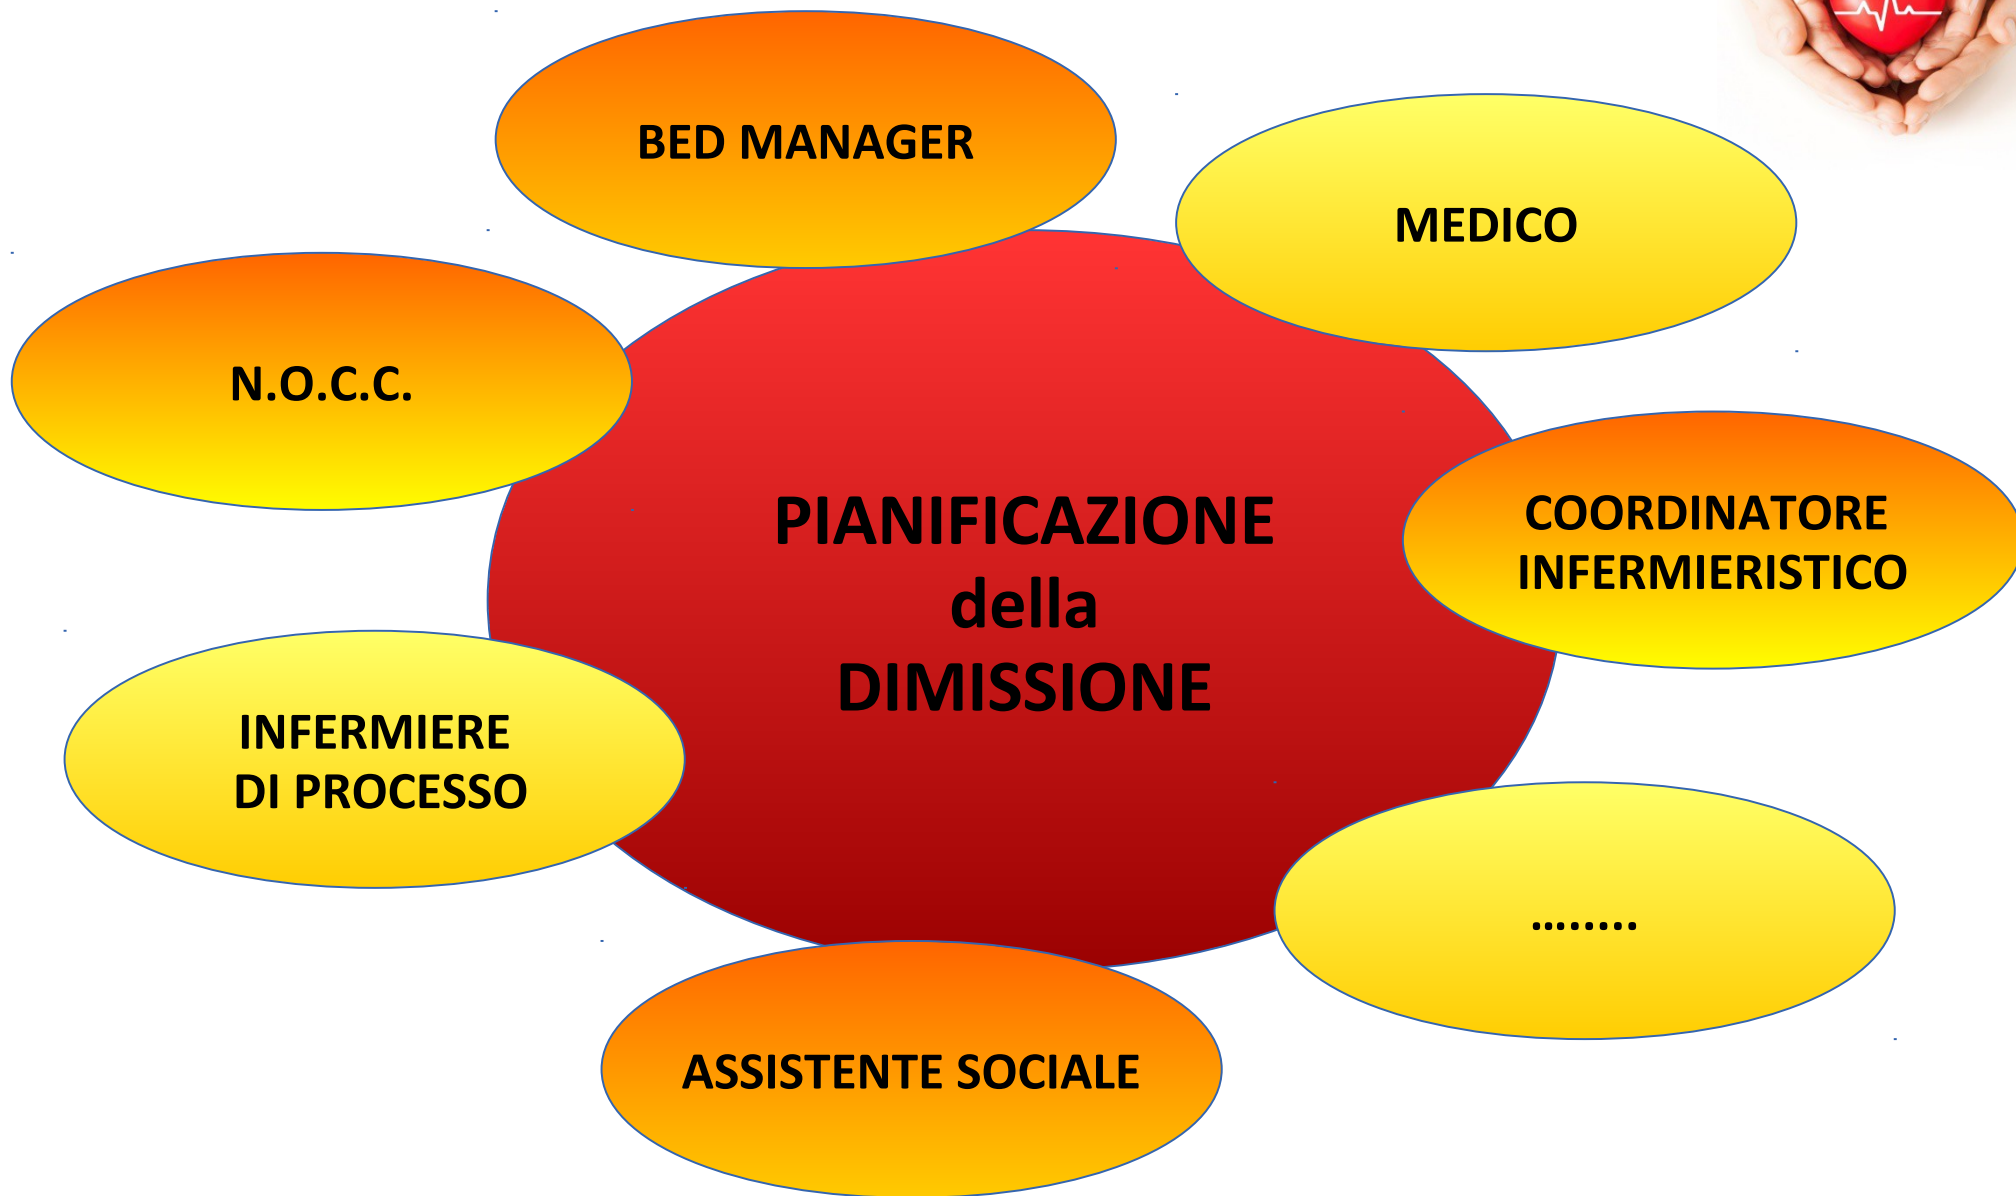 BED MANAGER
MEDICO
N.O.C.C.
COORDINATORE
INFERMIERISTICO
PIANIFICAZIONE
della
DIMISSIONE
INFERMIERE
DI PROCESSO
........
ASSISTENTE SOCIALE